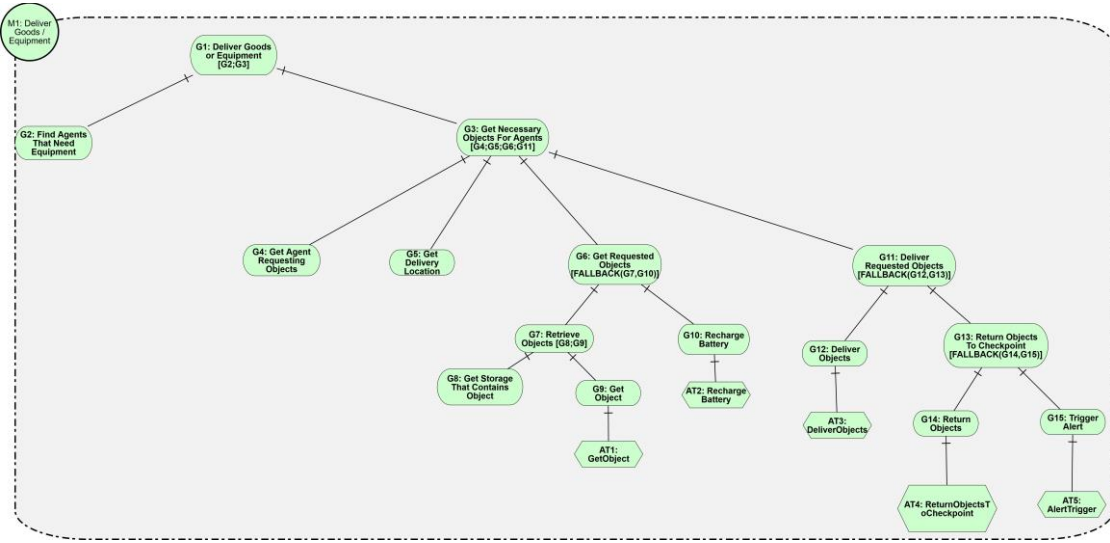 M1: Deliver
Goods /
Equipment
G1: Deliver Goods
or Equipment
[G2;G3]
G2: Find Agents
That Need
Equipment
G3: Get Necessary
Objects For Agents
[G4;G5;G6;G11]
G4: Get Agent
Requesting
Objects
G5: Get
Delivery
Location
G6: Get Requested
Objects
[FALLBACK(G7,G10)]
G11: Deliver
Requested Objects
[FALLBACK(G12,G13)]
G7: Retrieve
Objects [G8;G9]
G10: Recharge
Battery
G12: Deliver
Objects
G13: Return Objects
To Checkpoint
[FALLBACK(G14,G15)]
G8: Get Storage
That Contains
Object
G9: Get
Object
AT2: Recharge
Battery
AT3:
DeliverObjects
G14: Return
Objects
G15: Trigger
Alert
AT1:
GetObject
AT4: ReturnObjectsT
oCheckpoint
AT5:
AlertTrigger